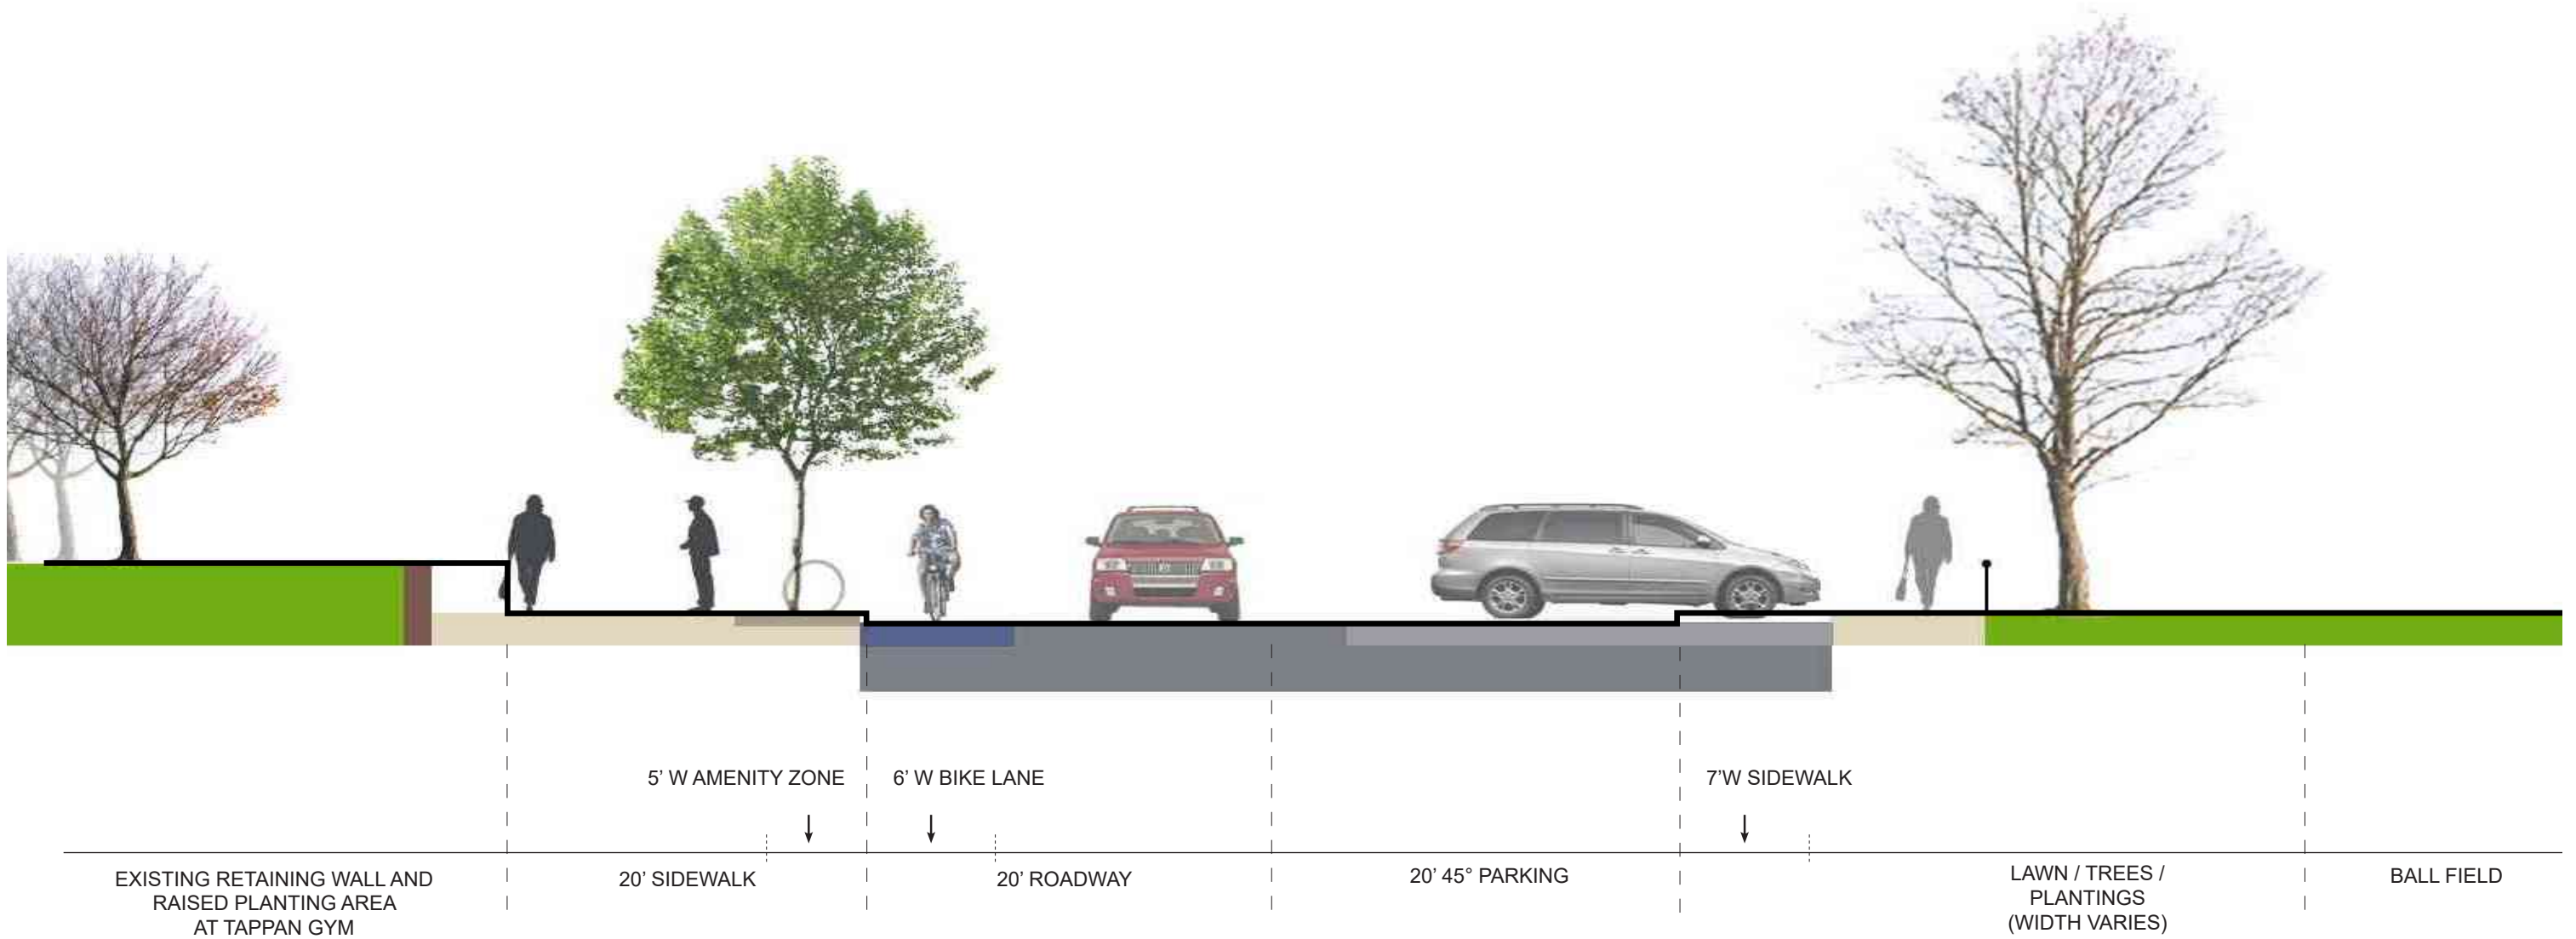 5’ W AMENITY ZONE
6’ W BIKE LANE
7’W SIDEWALK
EXISTING RETAINING WALL AND
RAISED PLANTING AREA
AT TAPPAN GYM
20’ SIDEWALK
20’ ROADWAY
20’ 45° PARKING
LAWN / TREES /
PLANTINGS
(WIDTH VARIES)
BALL FIELD